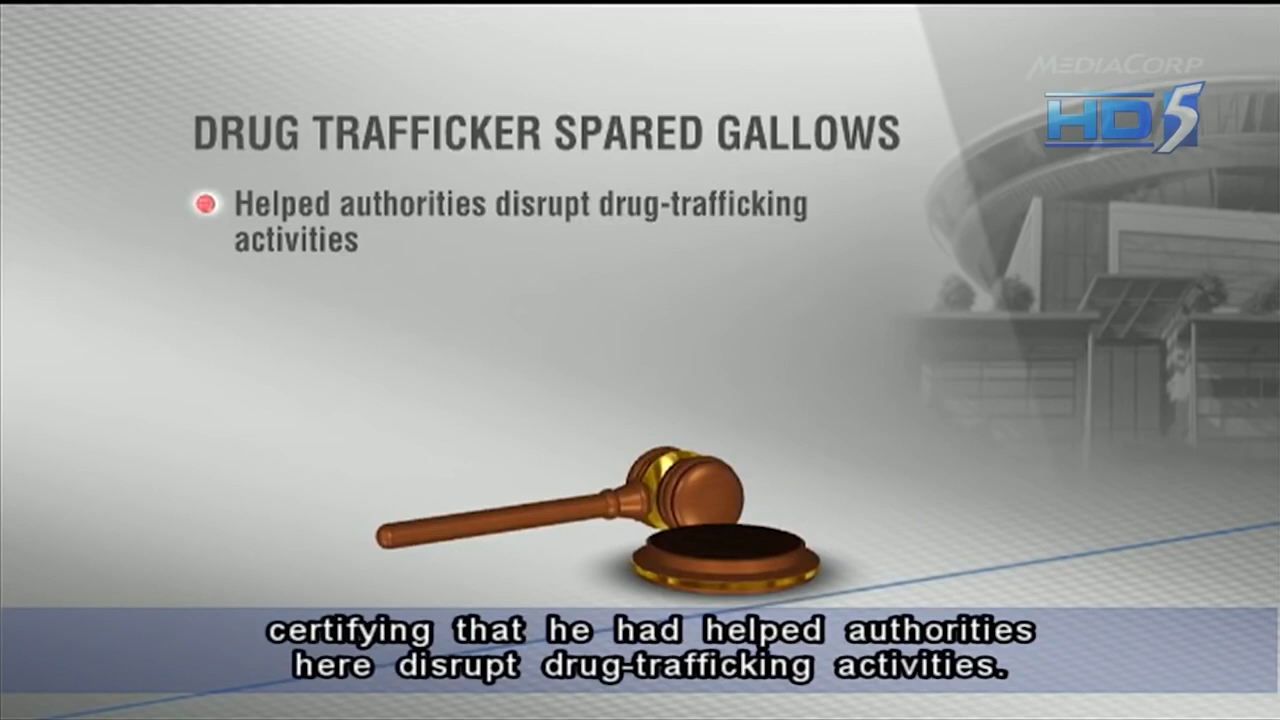 MEDIACORP
HD5
DRUG TRAFFICKER SPARED GALLOWS
Helped authorities disrupt drug-trafficking
activities
certifying that he had helped authorities
here disrupt drug-trafficking activities.